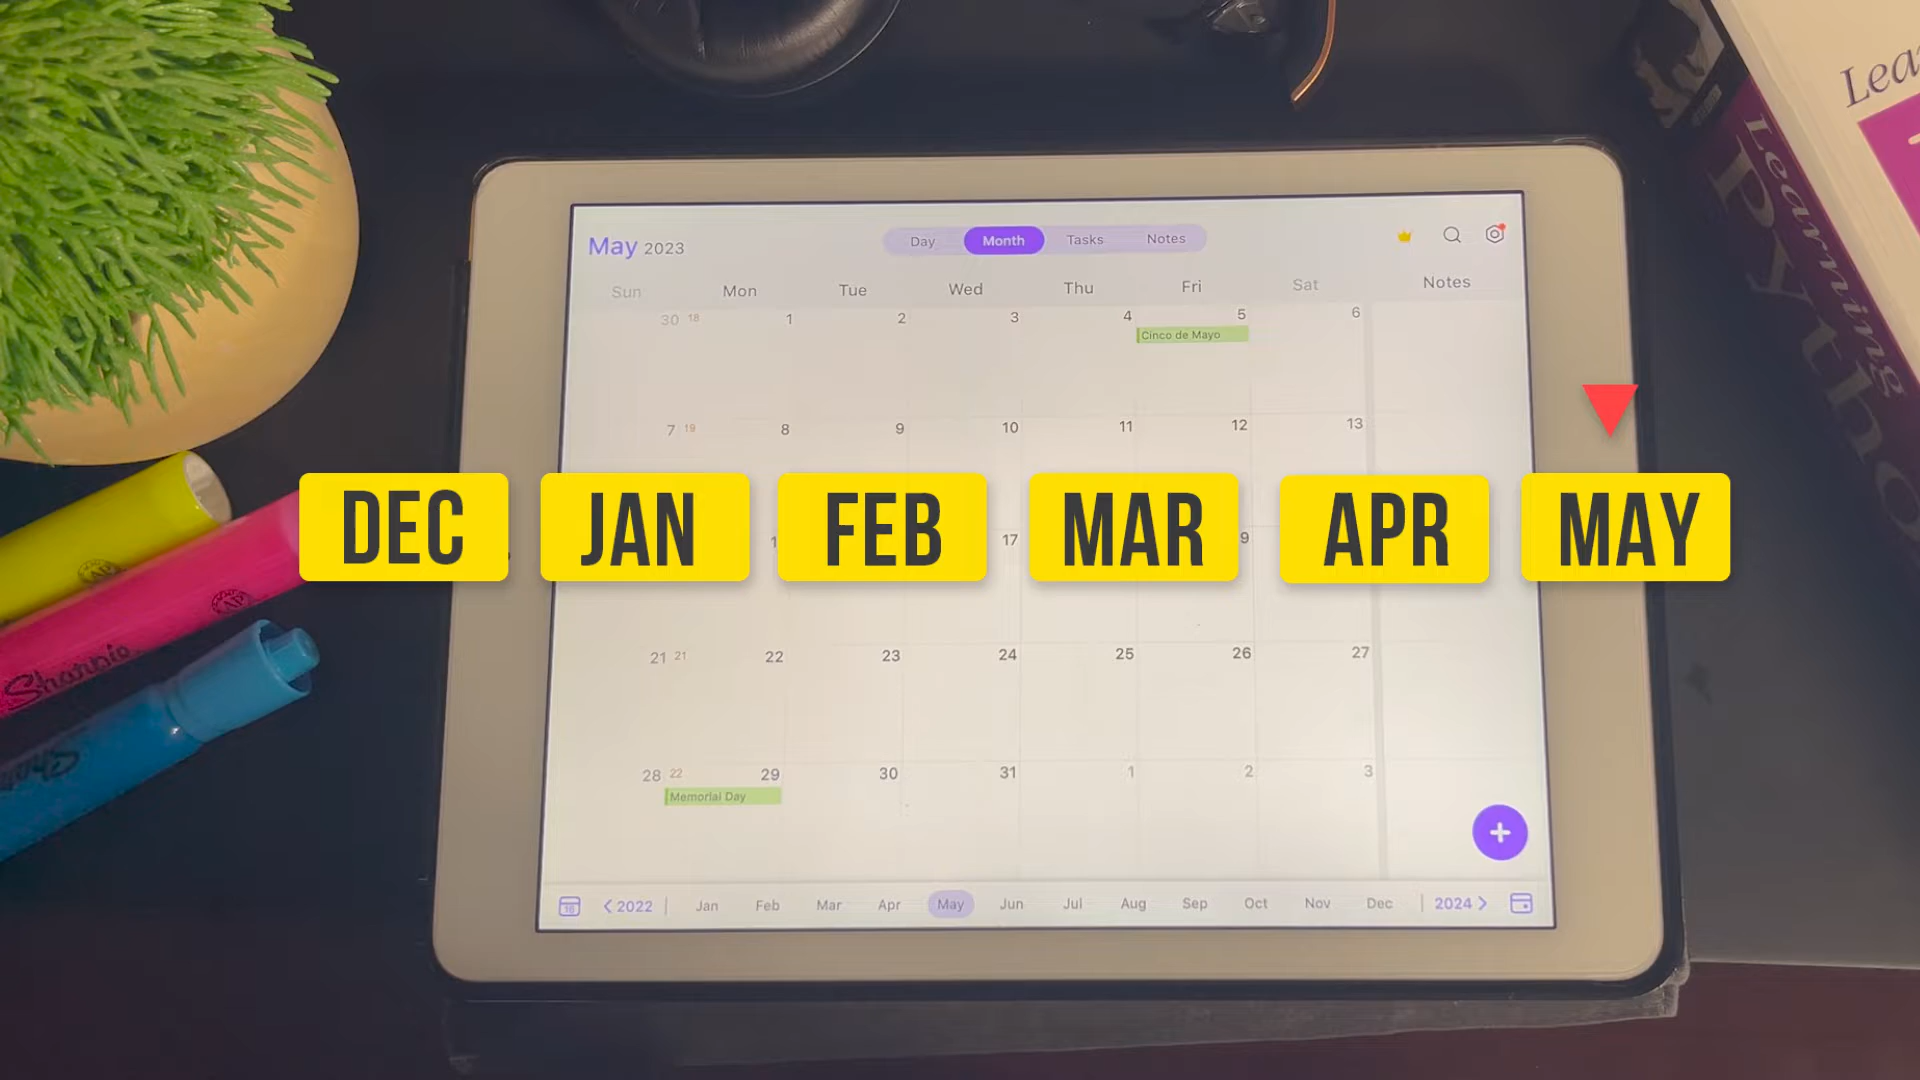 Lea
Learning
Pytho
May 2023
Day Month Tasks Notes
Sun Mon Tue Wed Thu Fri Sat Notes
30 18 1 2 3 4 5 6
Cinco de Mayo
7 19 8 9 10 11 12 13
DEC JAN FEB MAR APR MAY
17
21 21 22 23 24 25 26 27
28 22 29 30 31 1 2 3
Memorial Day
2022 Jan Feb Mar Apr May Jun Jul Aug Sep Oct Nov Dec 2024
Sharpie